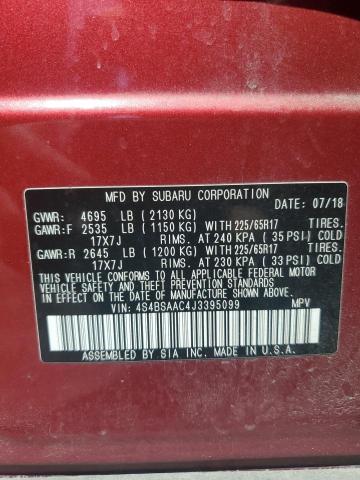 MFD BY SUBARU CORPORATION DATE: 07/18
GVWR: 4695 LB (2130 KG)
GAWR:F 2535 LB (1150 KG) WITH 225/65R17 TIRES.
17X7J RIMS. AT 240 KPA (35 PSI) COLD
GAWR:R 2645 LB (1200 KG) WITH 225/65R17 TIRES.
17X7J RIMS. AT 230 KPA (33 PSI) COLD
THIS VEHICLE CONFORMS TO ALL APPLICABLE FEDERAL MOTOR
VEHICLE SAFETY AND THEFT PREVENTION STANDARDS IN
EFFECT ON THE DATE OF MANUFACTURE SHOWN ABOVE.
VIN: 4S4BSAAC4J3395099 MPV
ASSEMBLED BY SIA INC. MADE IN U.S.A.